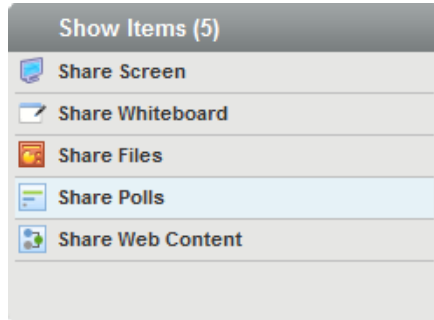 Show Items (5)
Share Screen
Share Whiteboard
Share Files
Share Polls
Share Web Content